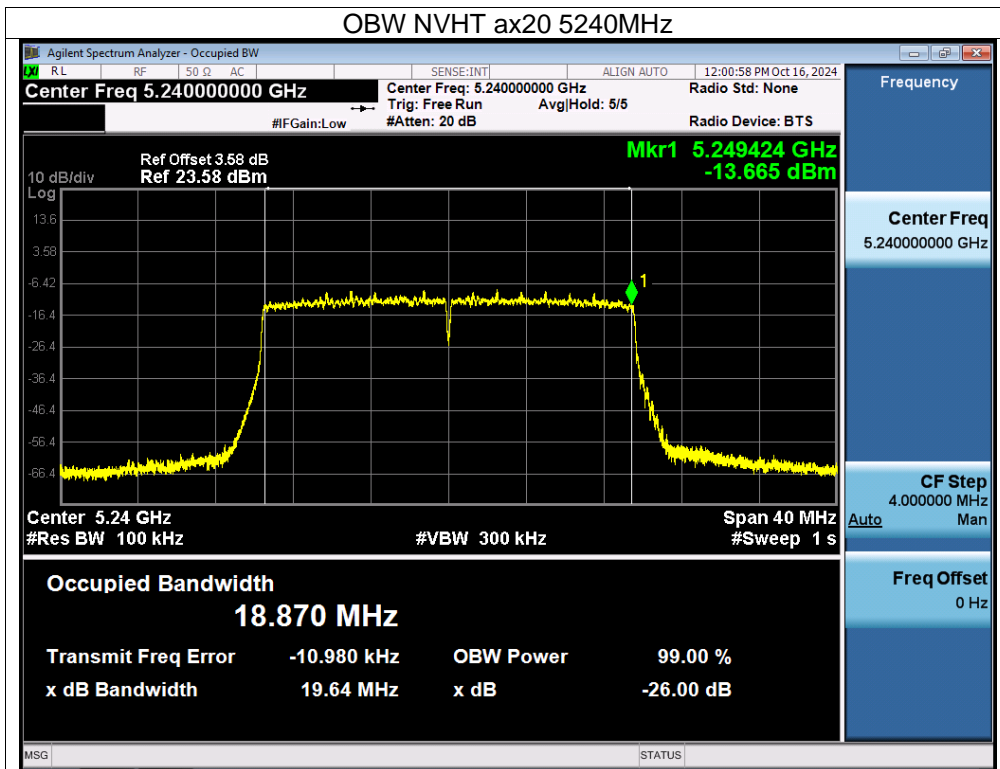 OBW NVHT ax20 5240MHz
Agilent Spectrum Analyzer - Occupied BW
LXI RL RF 50 Ω AC SENSE:INT ALIGN AUTO 12:00:58 PM Oct 16, 2024
Center Freq 5.240000000 GHz
Center Freq: 5.240000000 GHz Radio Std: None
Trig: Free Run Avg|Hold: 5/5
#IFGain:Low #Atten: 20 dB Radio Device: BTS
Mkr1 5.249424 GHz
-13.665 dBm
Ref Offset 3.58 dB
10 dB/div Ref 23.58 dBm
Log
13.6
3.58
-6.42
-16.4
-26.4
-36.4
-46.4
-56.4
-66.4
1
Center 5.24 GHz Span 40 MHz
#Res BW 100 kHz #VBW 300 kHz #Sweep 1 s
Occupied Bandwidth
18.870 MHz
Transmit Freq Error -10.980 kHz OBW Power 99.00 %
x dB Bandwidth 19.64 MHz x dB -26.00 dB
Frequency
Center Freq
5.240000000 GHz
CF Step
4.000000 MHz
Auto Man
Freq Offset
0 Hz
MSG STATUS